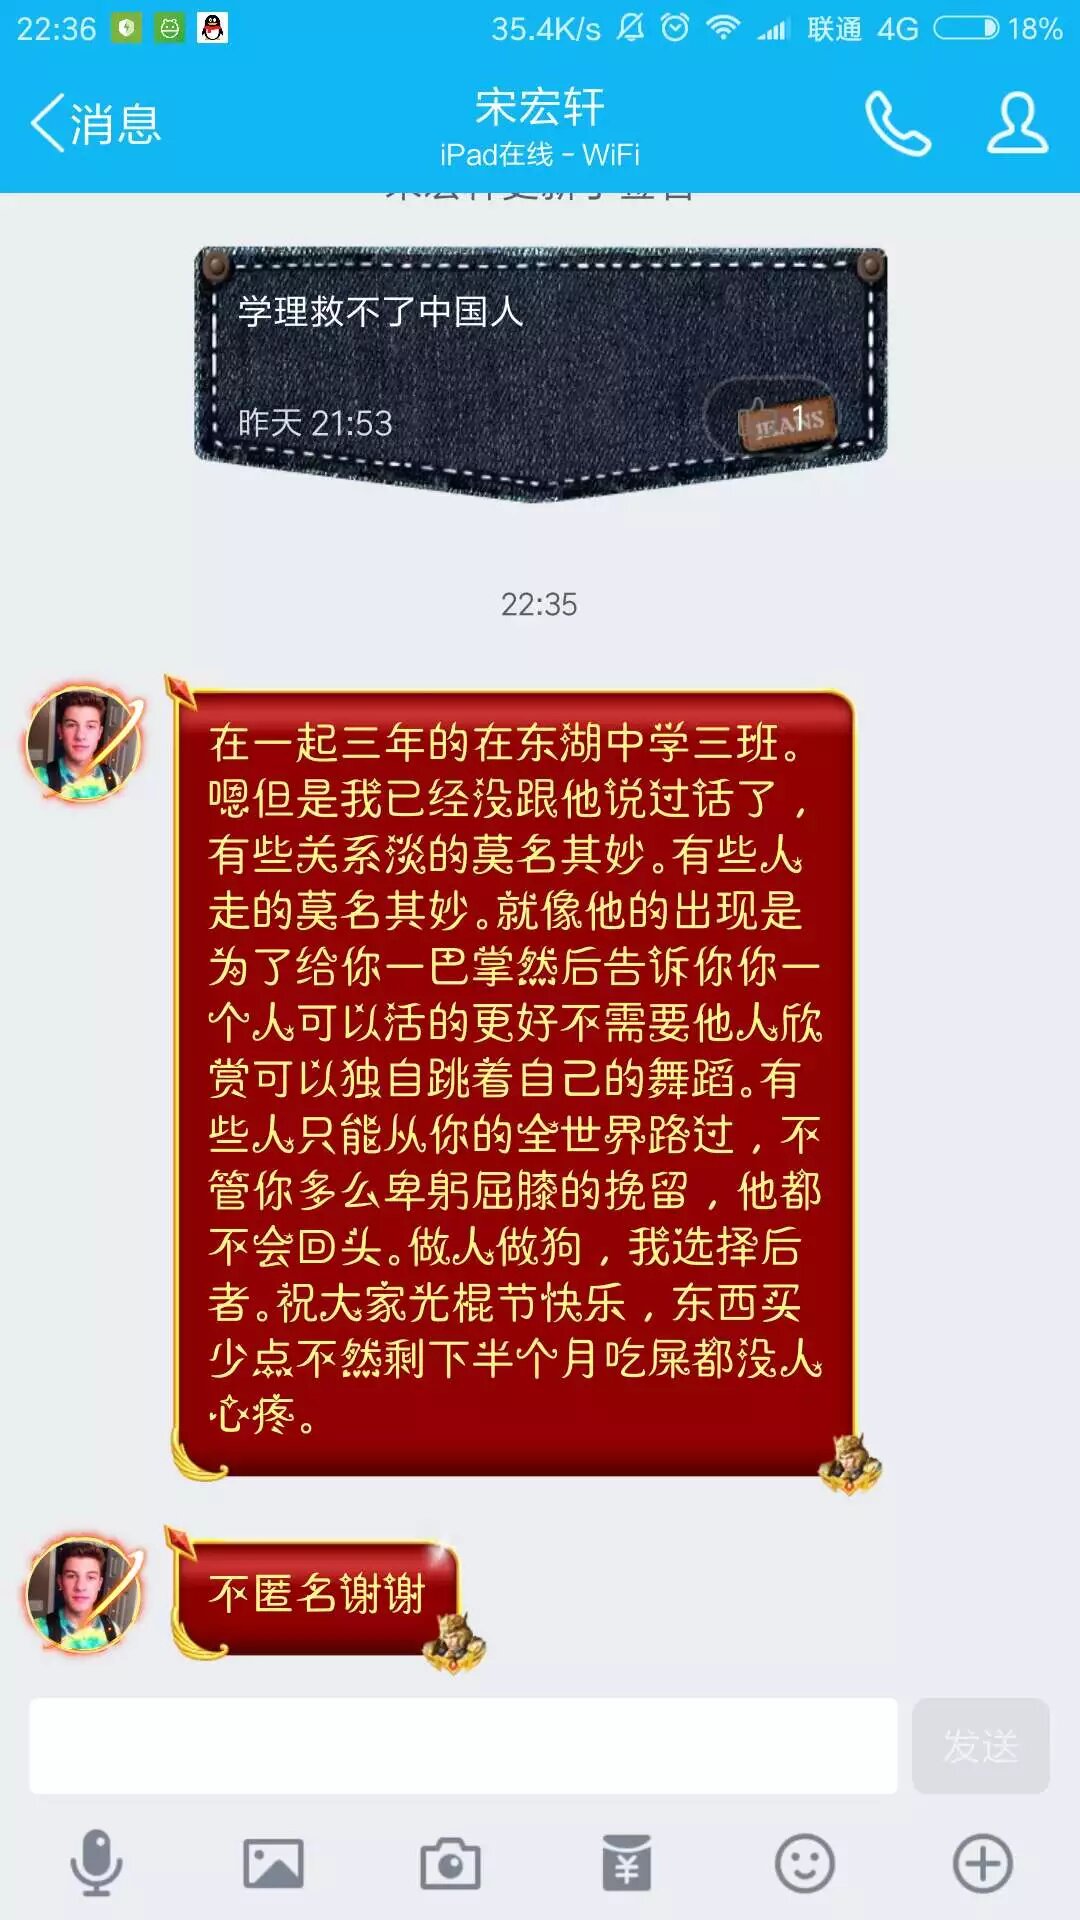 22:36 35.4K/s 联通 4G 18%
消息
宋宏轩
iPad在线 - WiFi
学理救不了中国人
昨天 21:53
1
JEANS
22:35
在一起三年的在东湖中学三班。
嗯但是我已经没跟他说过话了，
有些关系淡的莫名其妙。有些人
走的莫名其妙。就像他的出现是
为了给你一巴掌然后告诉你你一
个人可以活的更好不需要他人欣
赏可以独自跳着自己的舞蹈。有
些人只能从你的全世界路过，不
管你多么卑躬屈膝的挽留，他都
不会回头。做人做狗，我选择后
者。祝大家光棍节快乐，东西买
少点不然剩下半个月吃屎都没人
心疼。
不匿名谢谢
发送